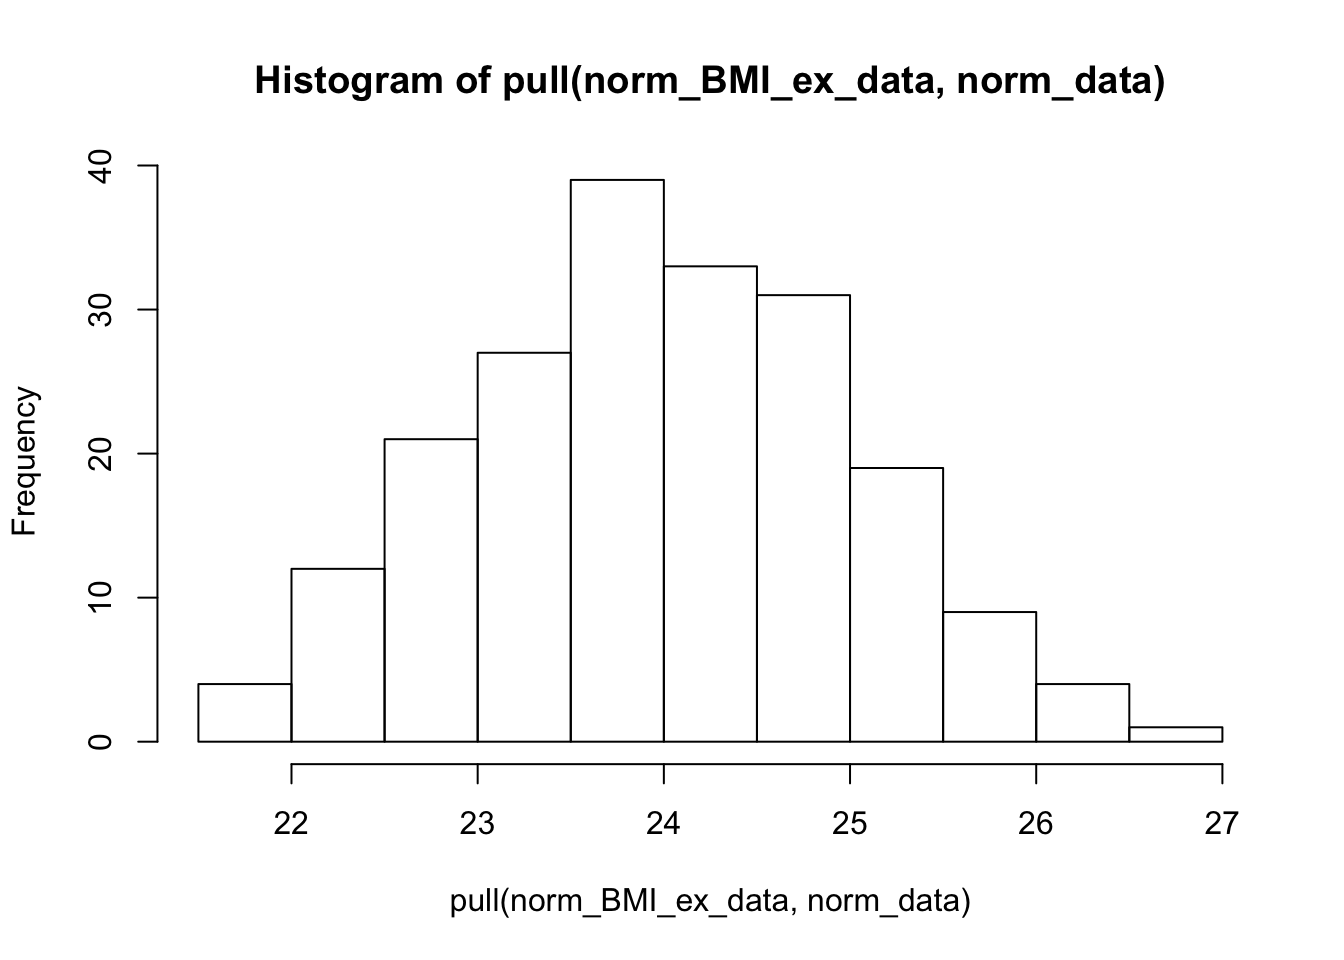 Histogram of pull(norm_BMI_ex_data, norm_data)
40
30
20
10
0
Frequency
22 23 24 25 26 27
pull(norm_BMI_ex_data, norm_data)